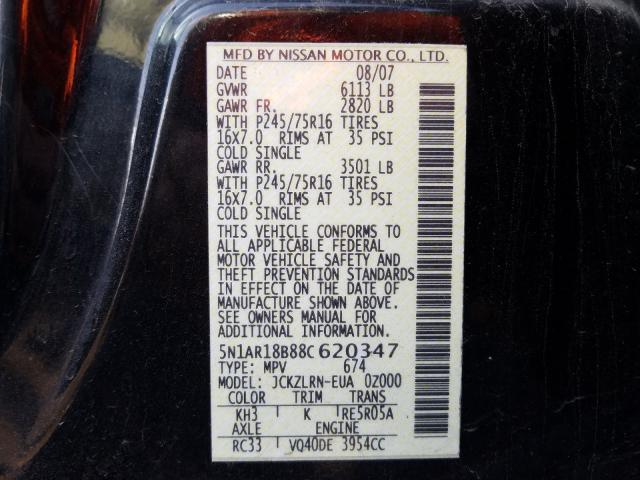 MFD BY NISSAN MOTOR CO., LTD.
DATE 08/07
GVWR 6113 LB
GAWR FR. 2820 LB
WITH P245/75R16 TIRES
16X7.0 RIMS AT 35 PSI
COLD SINGLE
GAWR RR. 3501 LB
WITH P245/75R16 TIRES
16X7.0 RIMS AT 35 PSI
COLD SINGLE
THIS VEHICLE CONFORMS TO
ALL APPLICABLE FEDERAL
MOTOR VEHICLE SAFETY AND
THEFT PREVENTION STANDARDS
IN EFFECT ON THE DATE OF
MANUFACTURE SHOWN ABOVE.
SEE OWNERS MANUAL FOR
ADDITIONAL INFORMATION.
5N1AR18B88C620347
TYPE: MPV 674
MODEL: JCKZLRN-EUA 0Z000
COLOR TRIM TRANS
KH3 K RE5R05A
AXLE ENGINE
RC33 VQ40DE 3954CC